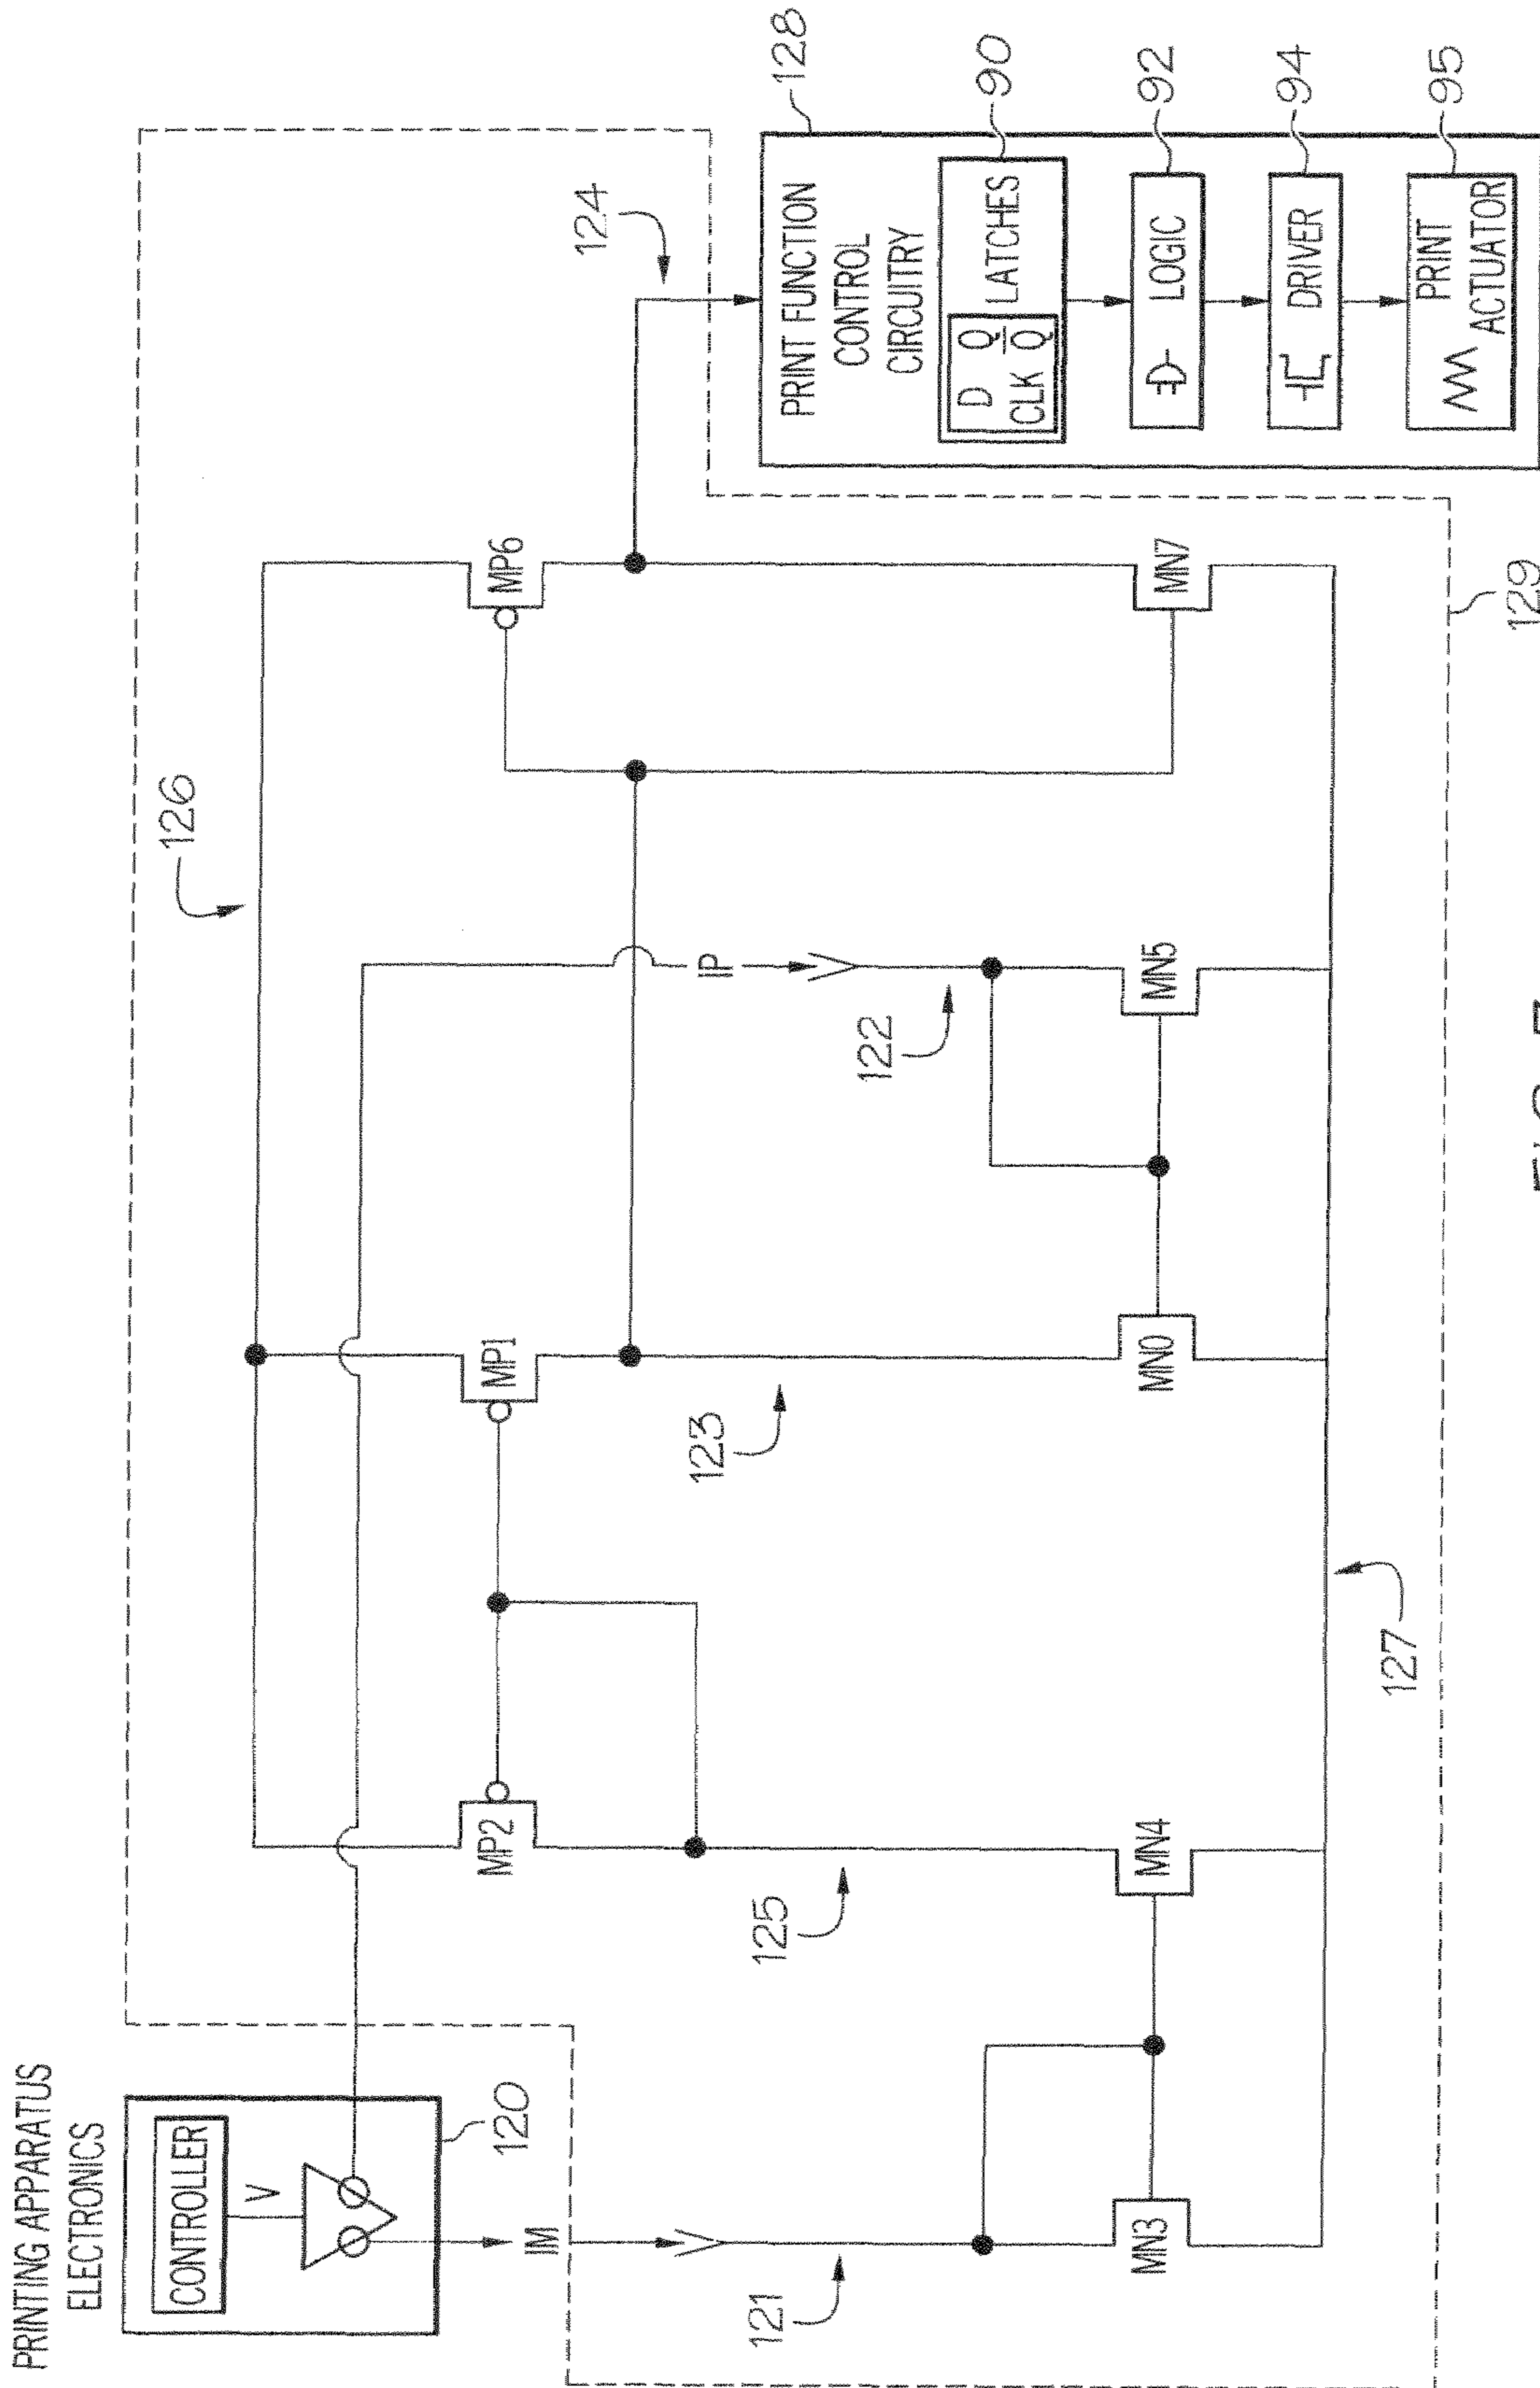 PRINTING APPARATUS
ELECTRONICS
CONTROLLER
V
120
IM
121
MN3
126
MP2
125
MN4
127
MP1
123
MN0
IP
122
MN5
MP6
MN7
124
129
128
PRINT FUNCTION
CONTROL
CIRCUITRY
D Q
CLK Q
LATCHES
90
LOGIC
92
DRIVER
94
PRINT
ACTUATOR
95